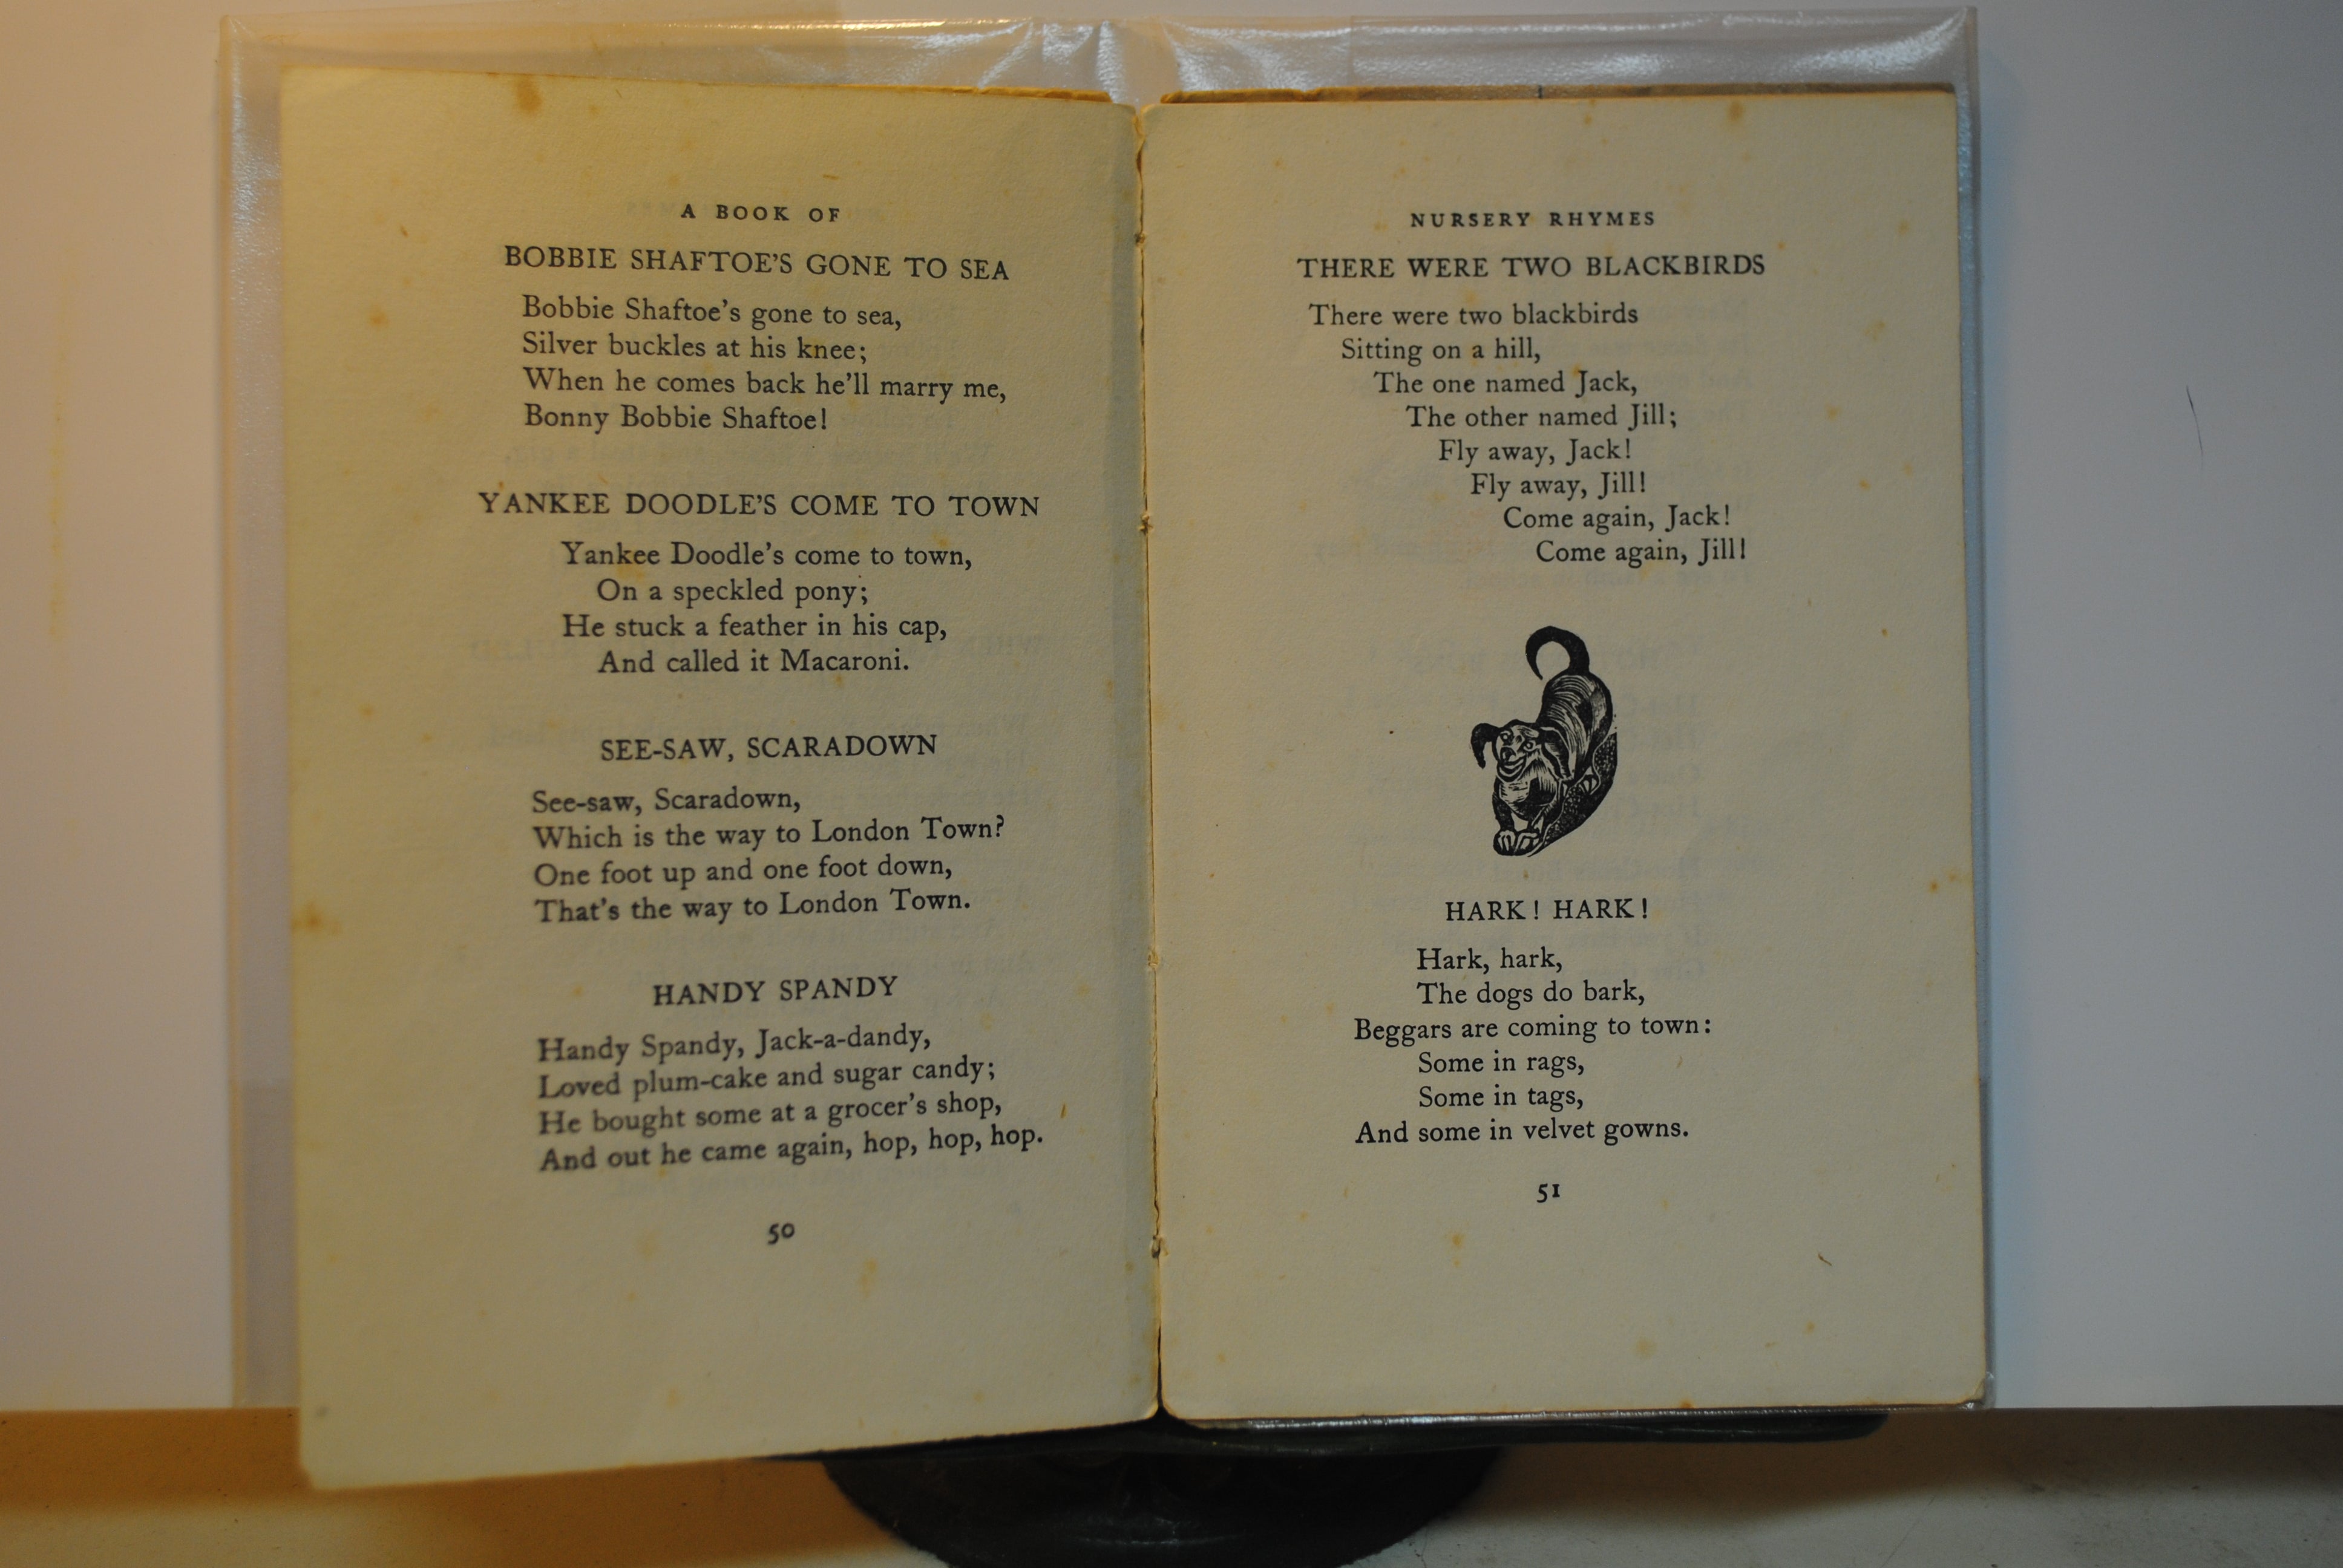 A BOOK OF
BOBBIE SHAFTOE'S GONE TO SEA
Bobbie Shaftoe's gone to sea,
Silver buckles at his knee;
When he comes back he'll marry me,
Bonny Bobbie Shaftoe!
YANKEE DOODLE'S COME TO TOWN
Yankee Doodle's come to town,
On a speckled pony;
He stuck a feather in his cap,
And called it Macaroni.
SEE-SAW, SCARADOWN
See-saw, Scaradown,
Which is the way to London Town?
One foot up and one foot down,
That's the way to London Town.
HANDY SPANDY
Handy Spandy, Jack-a-dandy,
Loved plum-cake and sugar candy;
He bought some at a grocer's shop,
And out he came again, hop, hop, hop.
50
NURSERY RHYMES
THERE WERE TWO BLACKBIRDS
There were two blackbirds
Sitting on a hill,
The one named Jack,
The other named Jill;
Fly away, Jack!
Fly away, Jill!
Come again, Jack!
Come again, Jill!
HARK! HARK!
Hark, hark,
The dogs do bark,
Beggars are coming to town:
Some in rags,
Some in tags,
And some in velvet gowns.
51